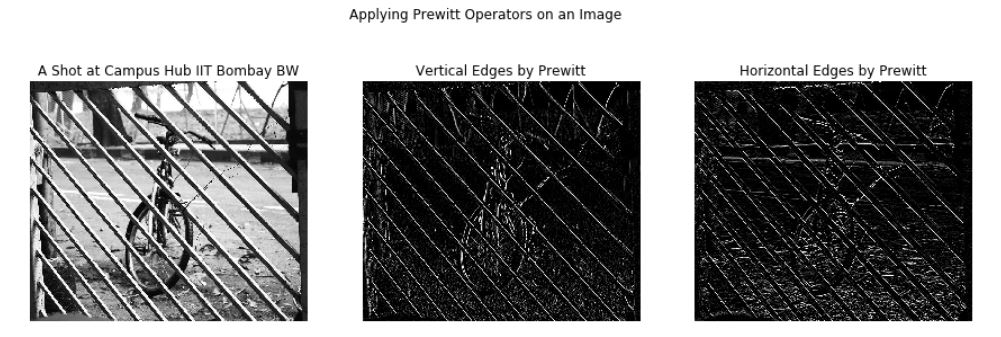 Applying Prewitt Operators on an Image
A Shot at Campus Hub IIT Bombay BW
Vertical Edges by Prewitt
Horizontal Edges by Prewitt